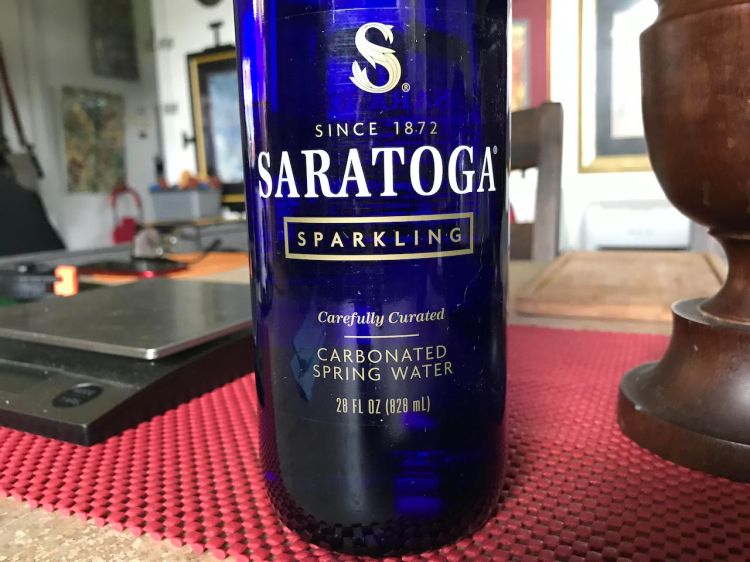 S®
SINCE 1872
SARATOGA®
SPARKLING
Carefully Curated
CARBONATED
SPRING WATER
28 FL OZ (828 mL)